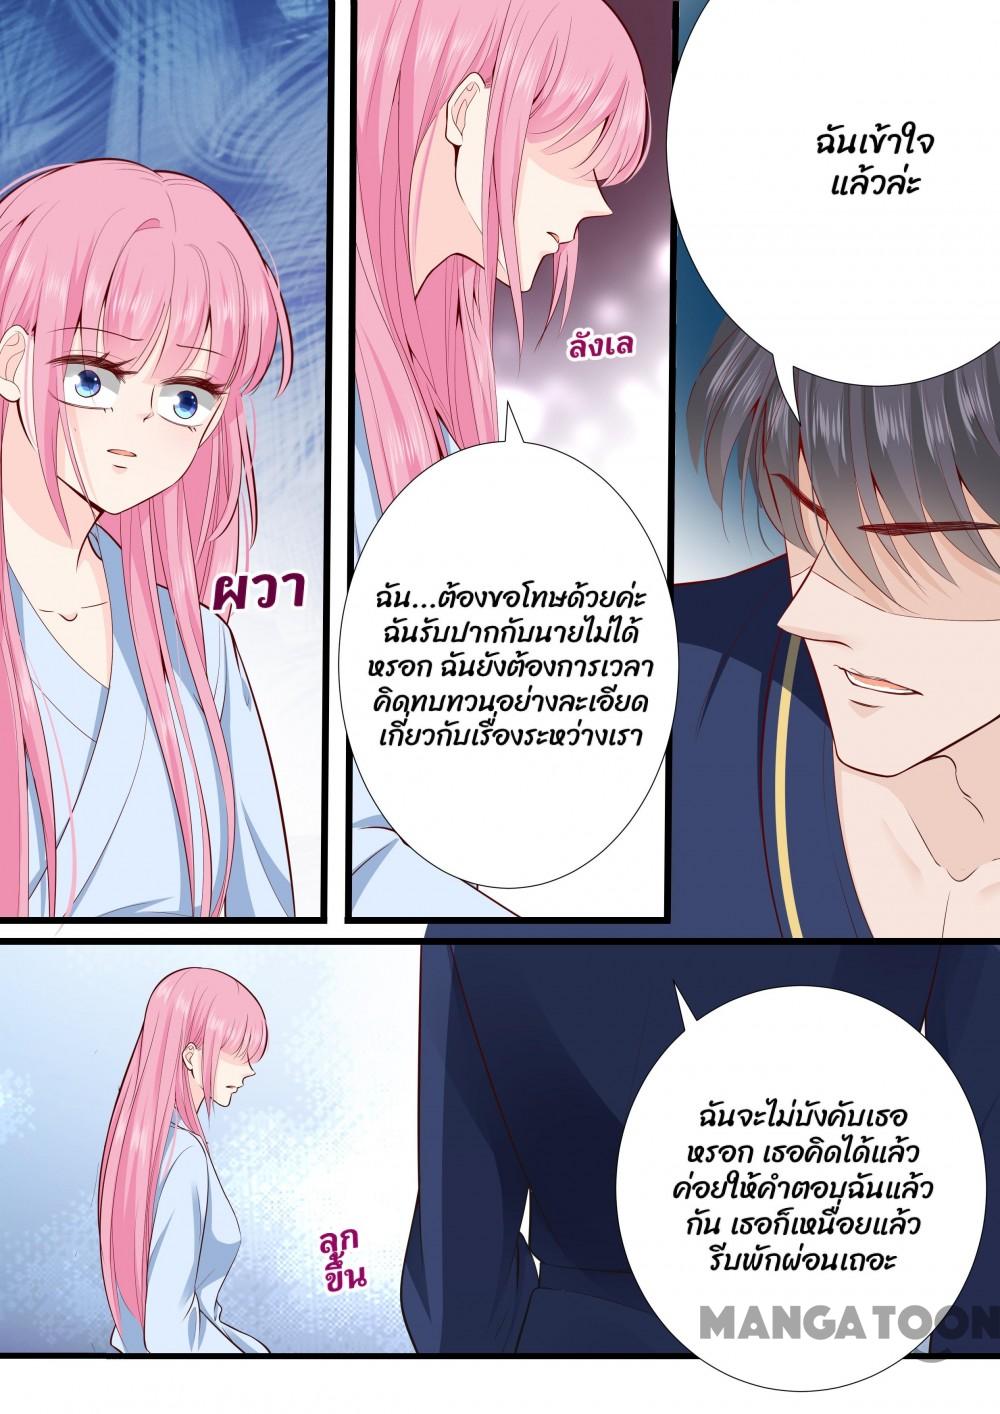 ผวา
ลังเล
ฉัน...ต้องขอโทษด้วยค่ะ
ฉันรับปากกับนายไม่ได้
หรอก ฉันยังต้องการเวลา
คิดทบทวนอย่างละเอียด
เกี่ยวกับเรื่องระหว่างเรา
ฉันเข้าใจ
แล้วล่ะ
ลุก
ขึ้น
ฉันจะไม่บังคับเธอ
หรอก เธอคิดได้แล้ว
ค่อยให้คำตอบฉันแล้ว
กัน เธอก็เหนื่อยแล้ว
รีบพักผ่อนเถอะ
MANGATOON